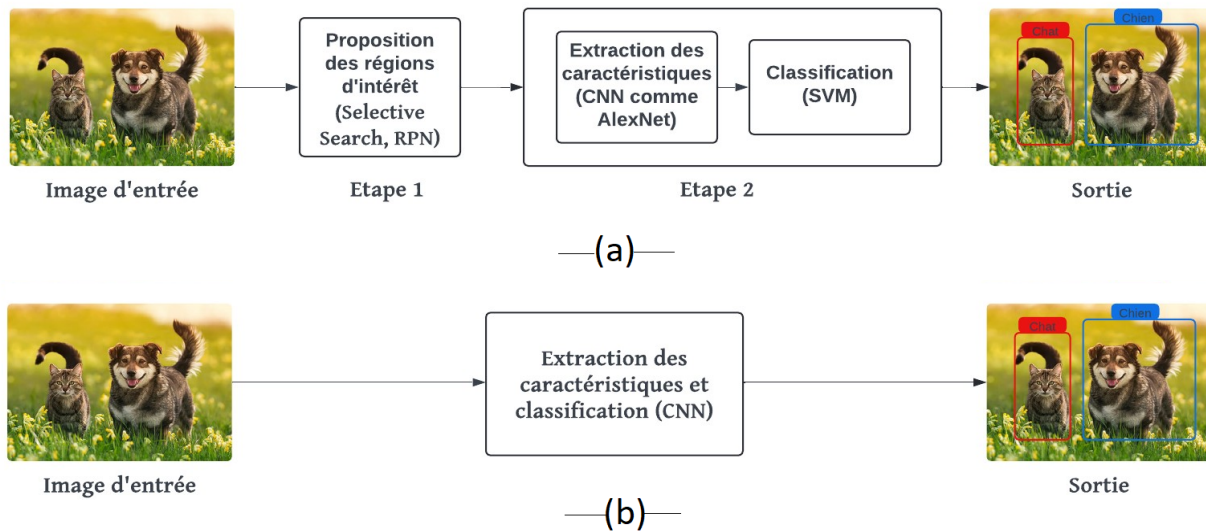 Proposition
des régions
d'intérêt
(Selective
Search, RPN)
Extraction des
caractéristiques
(CNN comme
AlexNet)
Classification
(SVM)
Chat
Chien
Image d'entrée
Etape 1
Etape 2
Sortie
(a)
Extraction des
caractéristiques et
classification (CNN)
Chat
Chien
Image d'entrée
Sortie
(b)